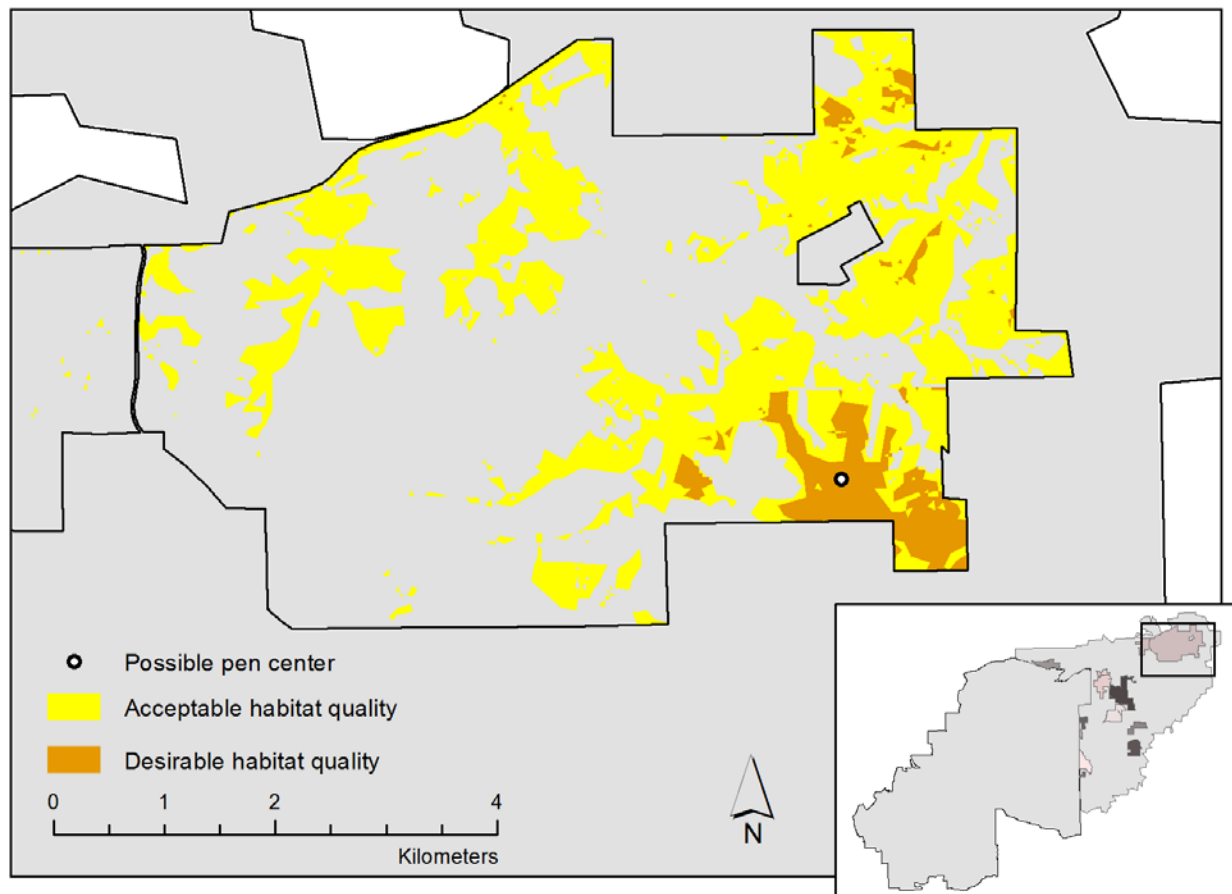 Possible pen center
Acceptable habitat quality
Desirable habitat quality
0 1 2 4
Kilometers
N